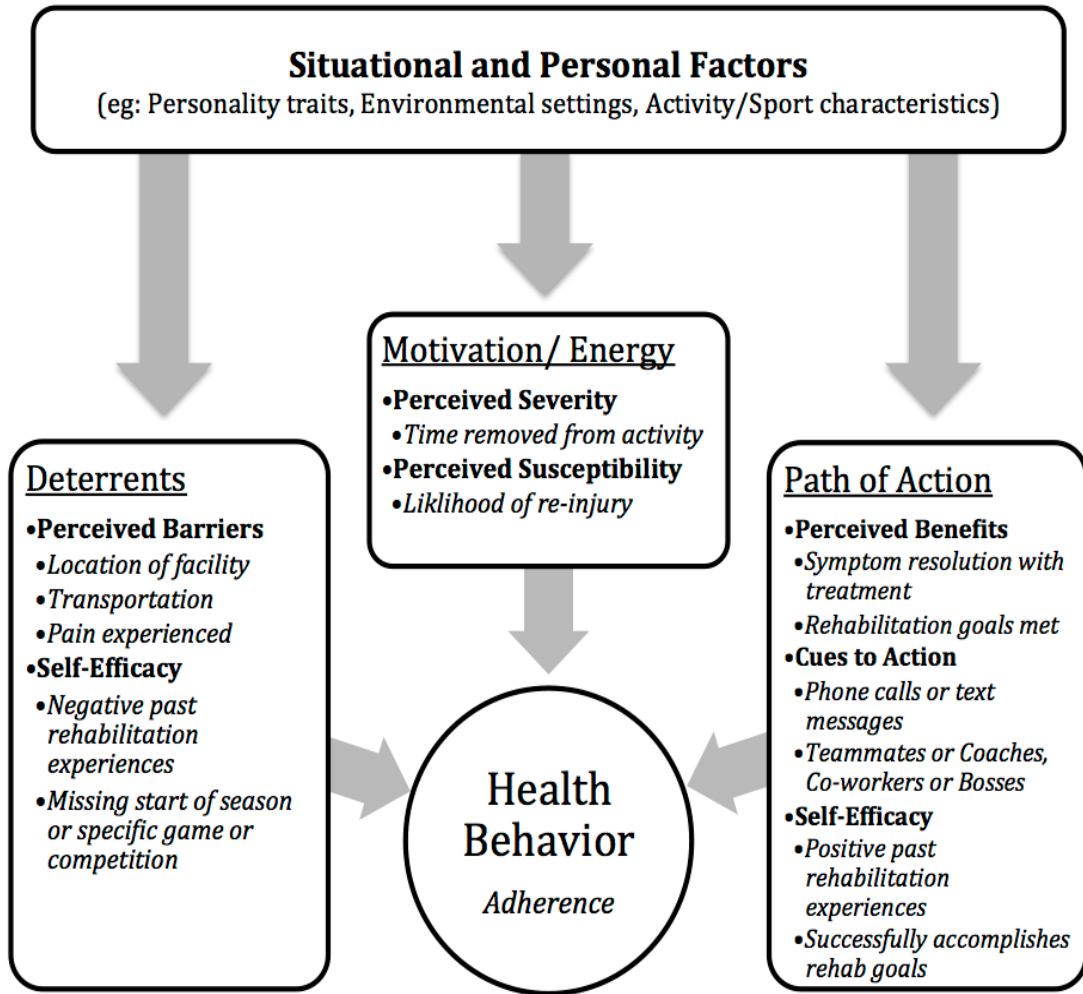 Situational and Personal Factors
(eg: Personality traits, Environmental settings, Activity/Sport characteristics)
Motivation/ Energy
•Perceived Severity
•Time removed from activity
•Perceived Susceptibility
•Liklihood of re-injury
Deterrents
•Perceived Barriers
•Location of facility
•Transportation
•Pain experienced
•Self-Efficacy
•Negative past
rehabilitation
experiences
•Missing start of season
or specific game or
competition
Path of Action
•Perceived Benefits
•Symptom resolution with
treatment
•Rehabilitation goals met
•Cues to Action
•Phone calls or text
messages
•Teammates or Coaches,
Co-workers or Bosses
•Self-Efficacy
•Positive past
rehabilitation
experiences
•Successfully accomplishes
rehab goals
Health
Behavior
Adherence